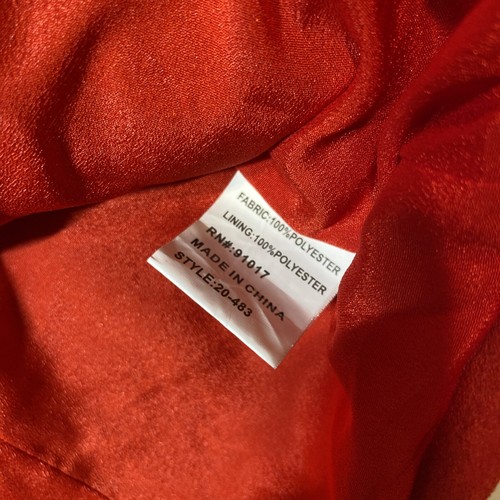 FABRIC:100%POLYESTER
LINING:100%POLYESTER
RN#:91017
MADE IN CHINA
STYLE:20-483